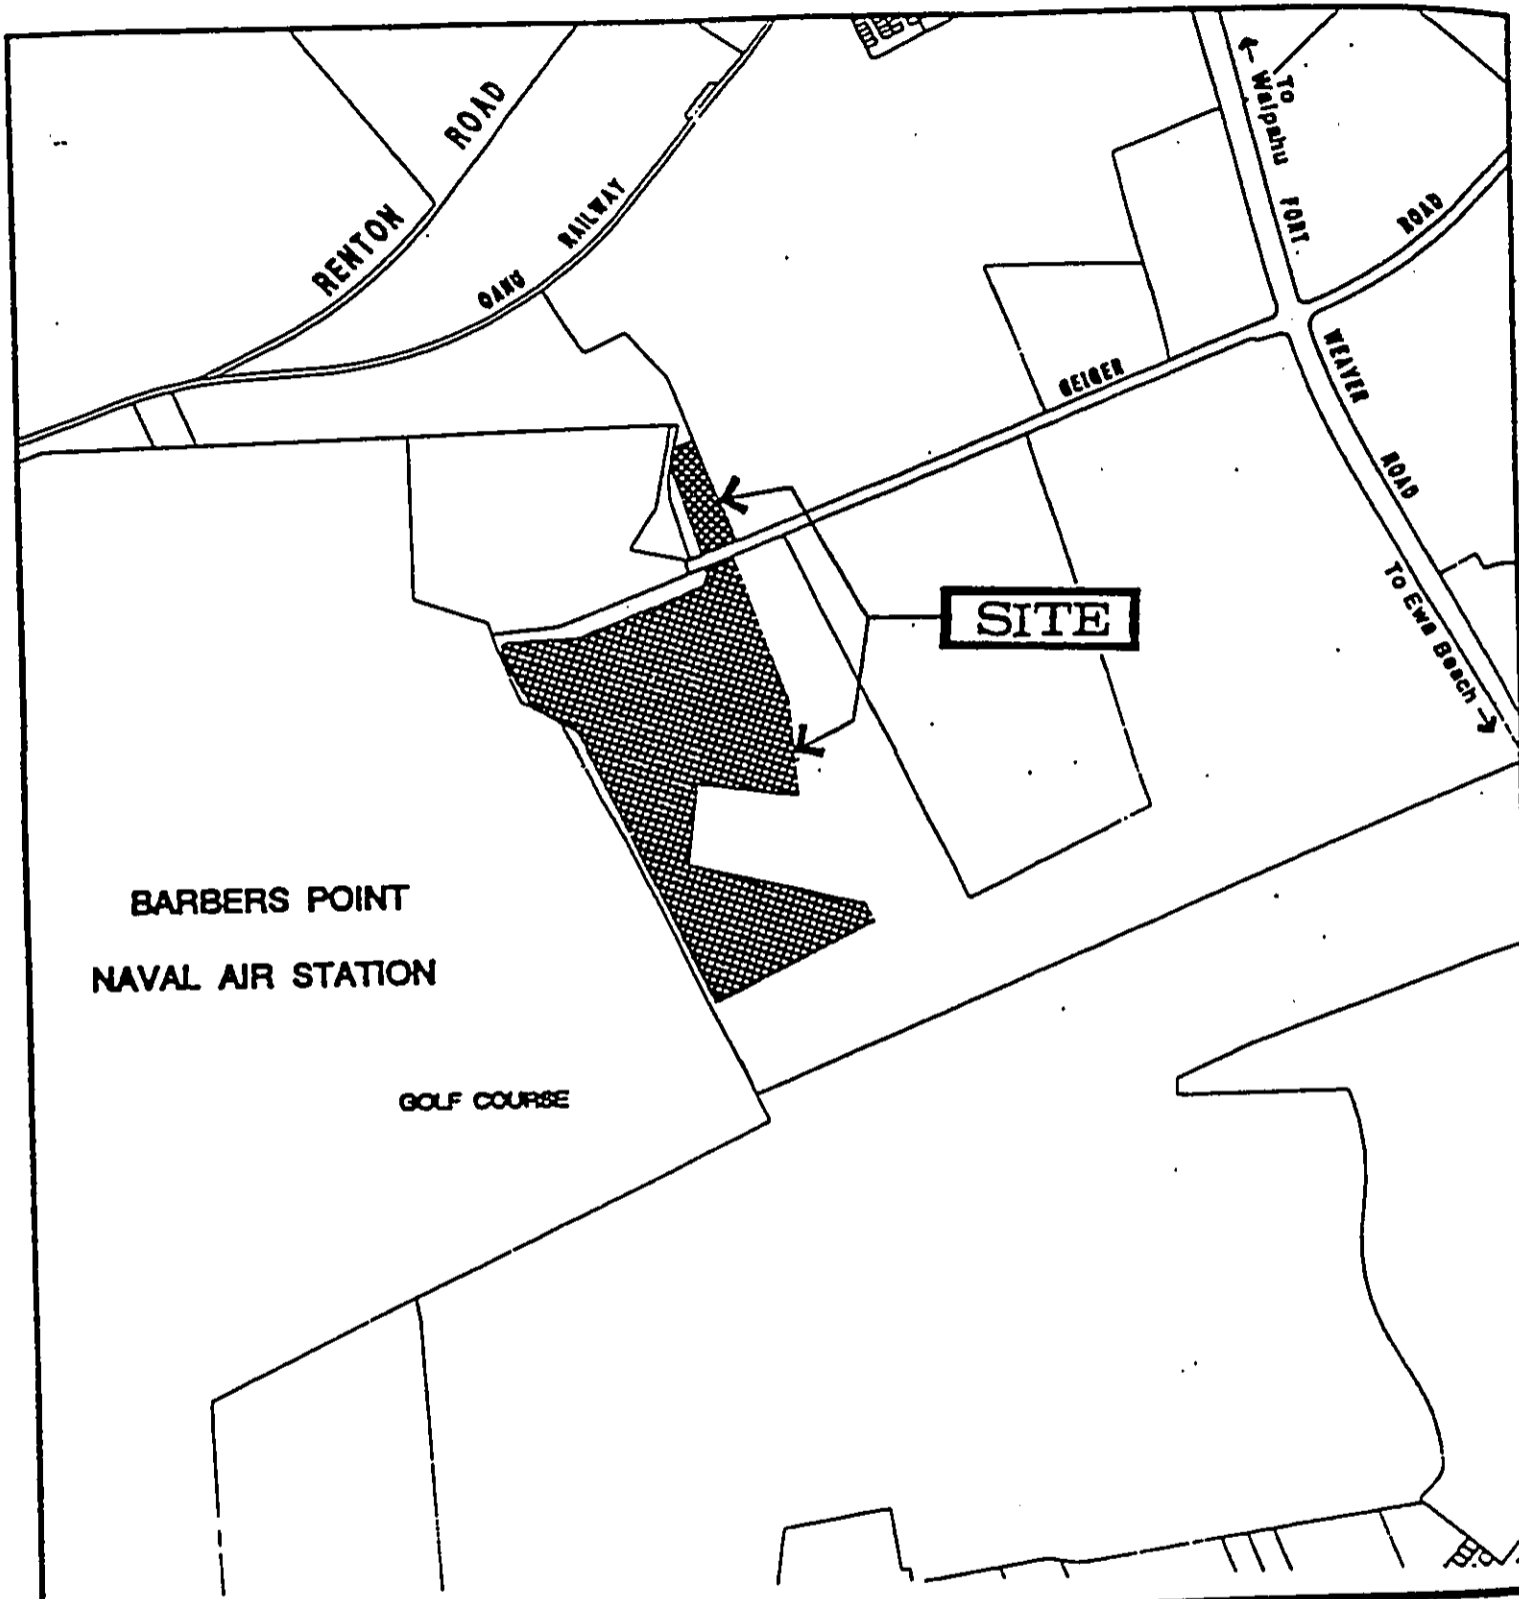 RENTON ROAD
OAHU RAILWAY
← To Waipahu
FORT WEAVER ROAD
GEIGER ROAD
SITE
To Ewa Beach →
BARBERS POINT
NAVAL AIR STATION
GOLF COURSE